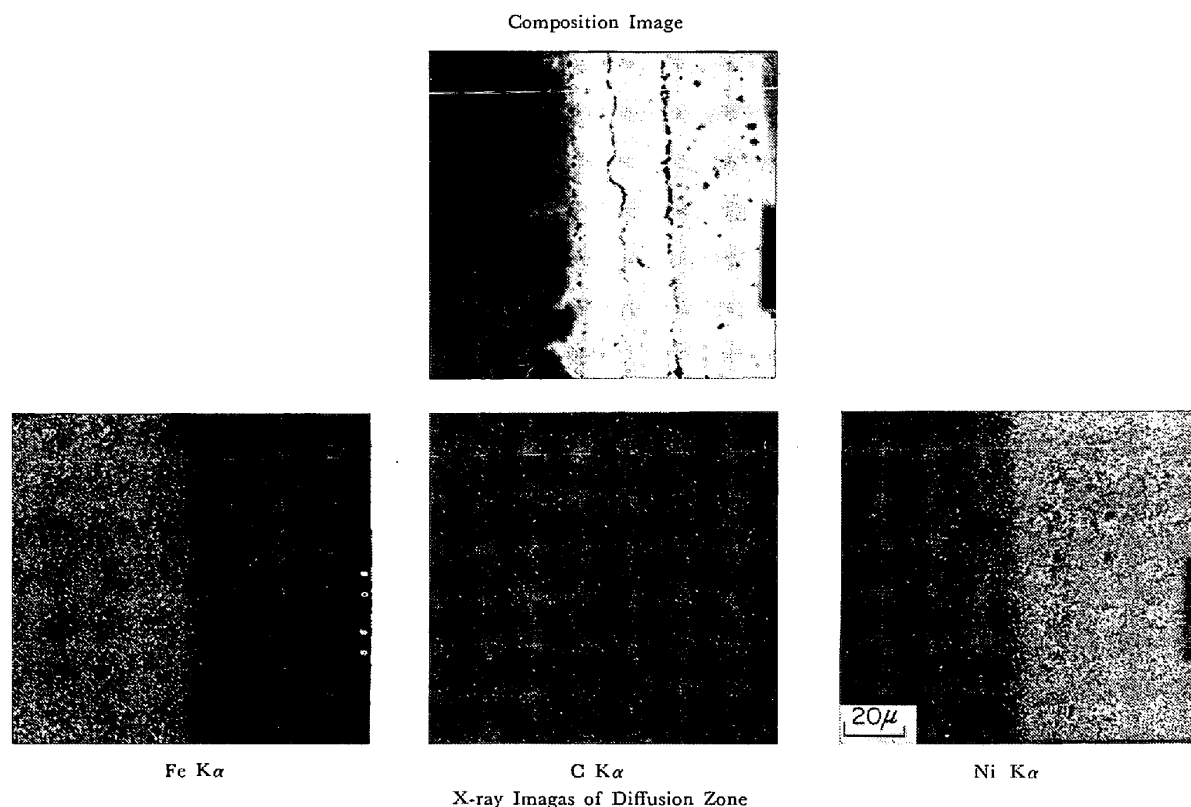 Composition Image
20μ
Fe Kα
C Kα
Ni Kα
X-ray Imagas of Diffusion Zone